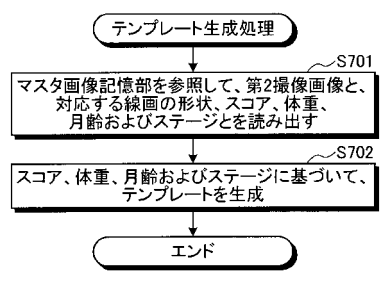 テンプレート生成処理
S701
マスタ画像記憶部を参照して、第2撮像画像と、
対応する線画の形状、スコア、体重、
月齢およびステージとを読み出す
S702
スコア、体重、月齢およびステージに基づいて、
テンプレートを生成
エンド